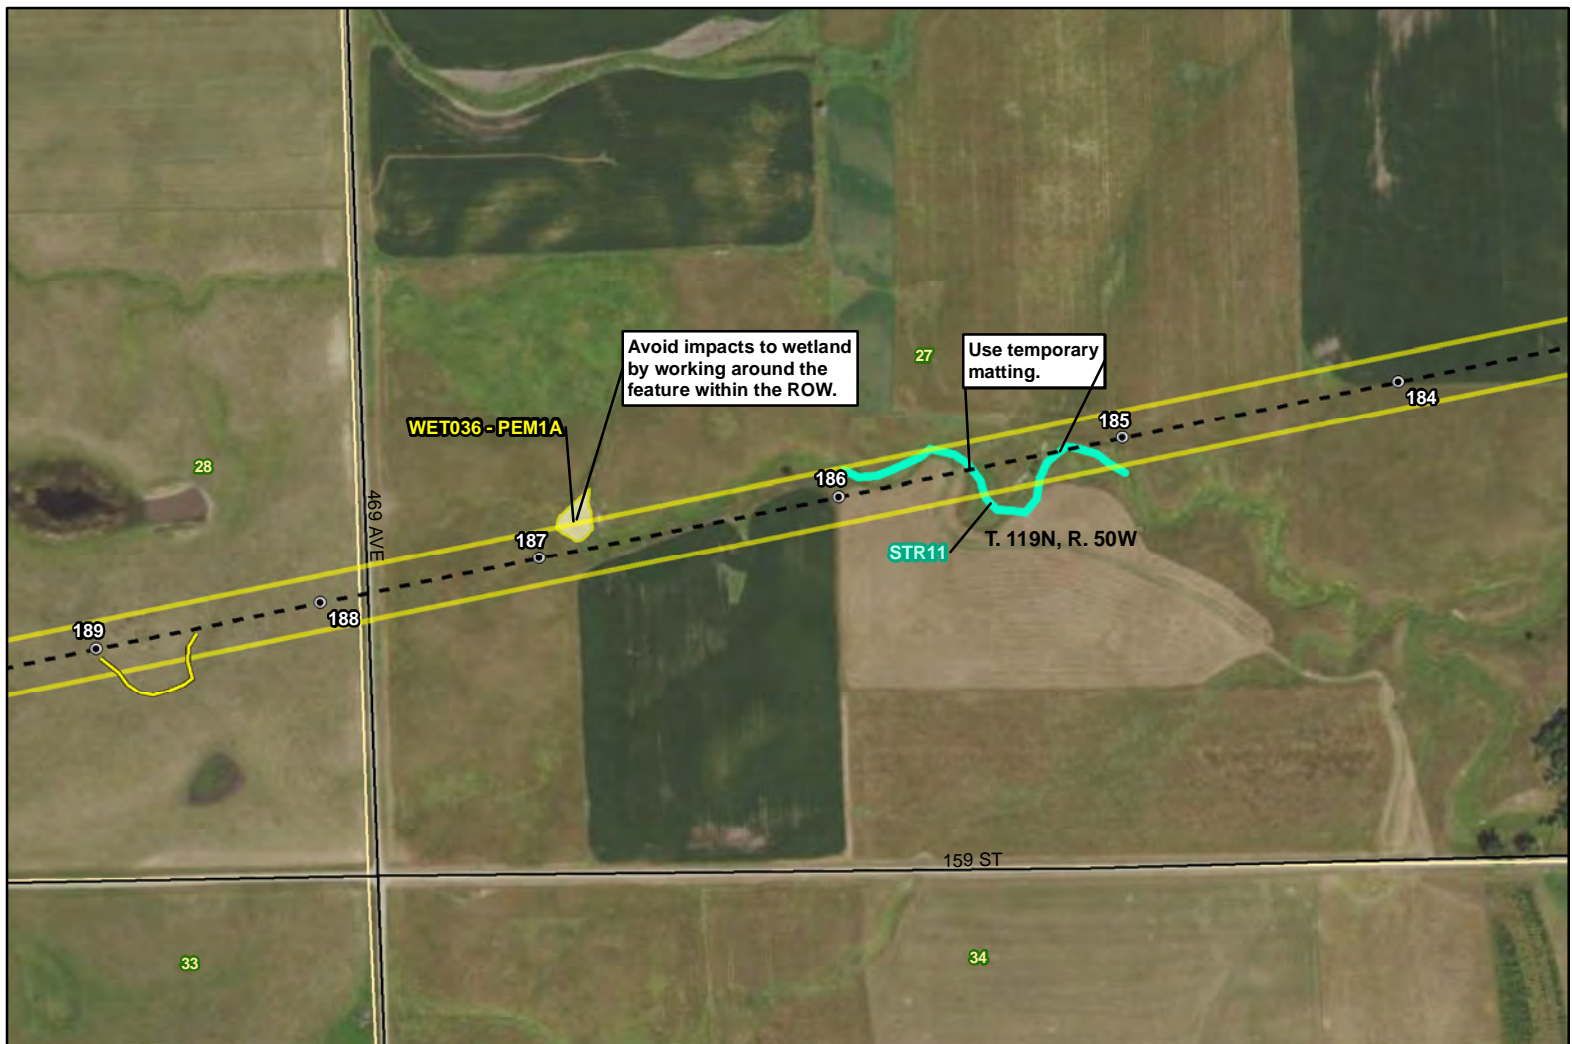 Avoid impacts to wetland
by working around the
feature within the ROW.
27
Use temporary
matting.
184
185
WET036 - PEM1A
28
186
469 AVE
187
STR11
T. 119N, R. 50W
188
189
159 ST
33
34